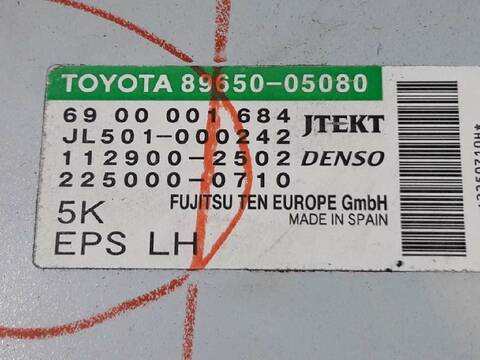 TOYOTA 89650-05080
69 00 001 684
JL501-000242 JTEKT
112900-2502 DENSO
225000-0710
5K FUJITSU TEN EUROPE GmbH
MADE IN SPAIN
EPS LH